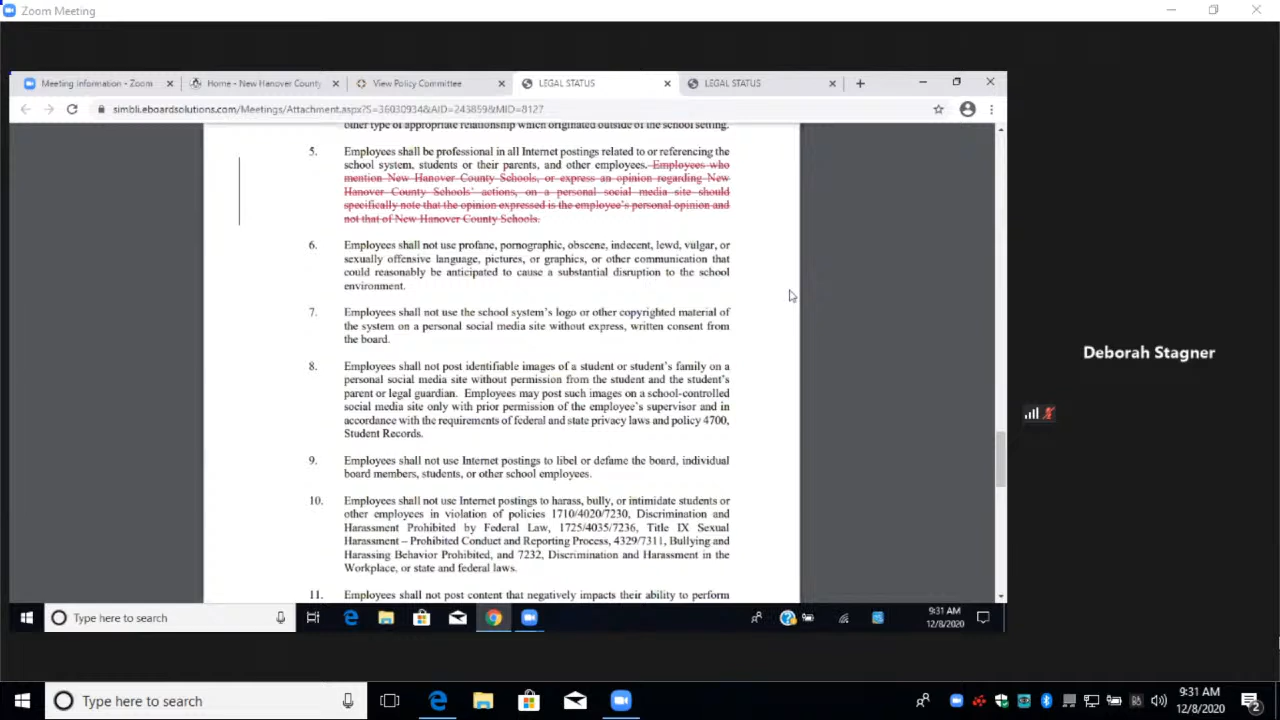 Zoom Meeting
Meeting Information - Zoom
Home - New Hanover County
View Policy Committee
LEGAL STATUS
LEGAL STATUS
simbli.eboardsolutions.com/Meetings/Attachment.aspx?S=36030934&AID=243859&MID=8127
other type of appropriate relationship which originated outside of the school setting.
5. Employees shall be professional in all Internet postings related to or referencing the
school system, students or their parents, and other employees. Employees who
mention New Hanover County Schools, or express an opinion regarding New
Hanover County Schools' actions, on a personal social media site should
specifically note that the opinion expressed is the employee's personal opinion and
not that of New Hanover County Schools.
6. Employees shall not use profane, pornographic, obscene, indecent, lewd, vulgar, or
sexually offensive language, pictures, or graphics, or other communication that
could reasonably be anticipated to cause a substantial disruption to the school
environment.
7. Employees shall not use the school system's logo or other copyrighted material of
the system on a personal social media site without express, written consent from
the board.
8. Employees shall not post identifiable images of a student or student's family on a
personal social media site without permission from the student and the student's
parent or legal guardian. Employees may post such images on a school-controlled
social media site only with prior permission of the employee's supervisor and in
accordance with the requirements of federal and state privacy laws and policy 4700,
Student Records.
9. Employees shall not use Internet postings to libel or defame the board, individual
board members, students, or other school employees.
10. Employees shall not use Internet postings to harass, bully, or intimidate students or
other employees in violation of policies 1710/4020/7230, Discrimination and
Harassment Prohibited by Federal Law, 1725/4035/7236, Title IX Sexual
Harassment – Prohibited Conduct and Reporting Process, 4329/7311, Bullying and
Harassing Behavior Prohibited, and 7232, Discrimination and Harassment in the
Workplace, or state and federal laws.
11. Employees shall not post content that negatively impacts their ability to perform
Deborah Stagner
Type here to search
9:31 AM
12/8/2020
Type here to search
9:31 AM
12/8/2020
2